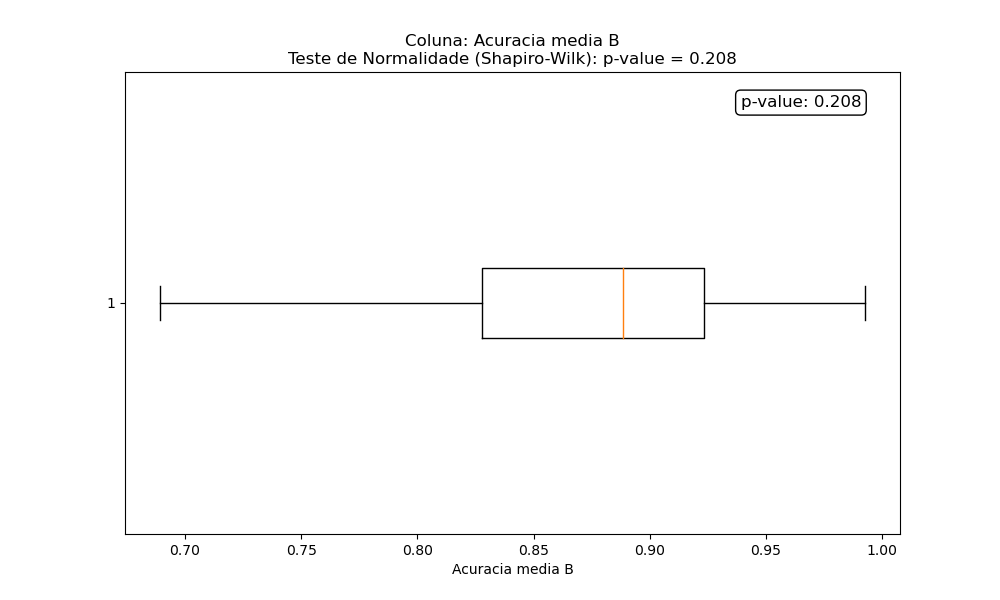 Coluna: Acuracia media B
Teste de Normalidade (Shapiro-Wilk): p-value = 0.208
p-value: 0.208
1
0.70 0.75 0.80 0.85 0.90 0.95 1.00
Acuracia media B